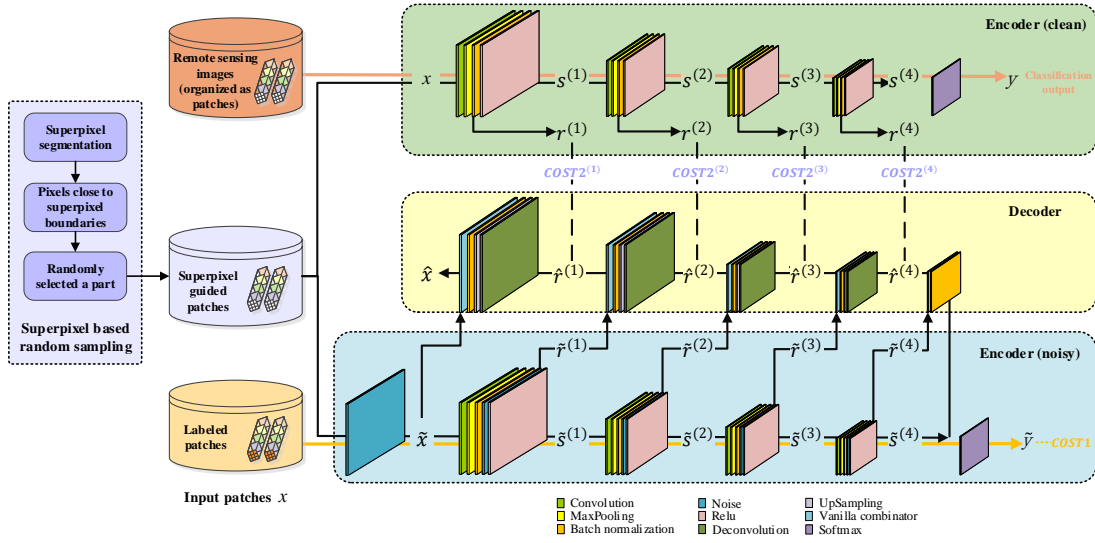 Remote sensing
images
(organized as
patches)
Encoder (clean)
x
s(1)
s(2)
s(3)
s(4)
y
Classification
output
r(1)
r(2)
r(3)
r(4)
COST2(1)
COST2(2)
COST2(3)
COST2(4)
Superpixel
segmentation
Pixels close to
superpixel
boundaries
Randomly
selected a part
Superpixel based
random sampling
Superpixel
guided
patches
Decoder
x̂
r̂(1)
r̂(2)
r̂(3)
r̂(4)
Encoder (noisy)
r̃(1)
r̃(2)
r̃(3)
r̃(4)
Labeled
patches
x̃
s̃(1)
s̃(2)
s̃(3)
s̃(4)
ỹ
COST1
Input patches x
Convolution
MaxPooling
Batch normalization
Noise
Relu
Deconvolution
UpSampling
Vanilla combinator
Softmax